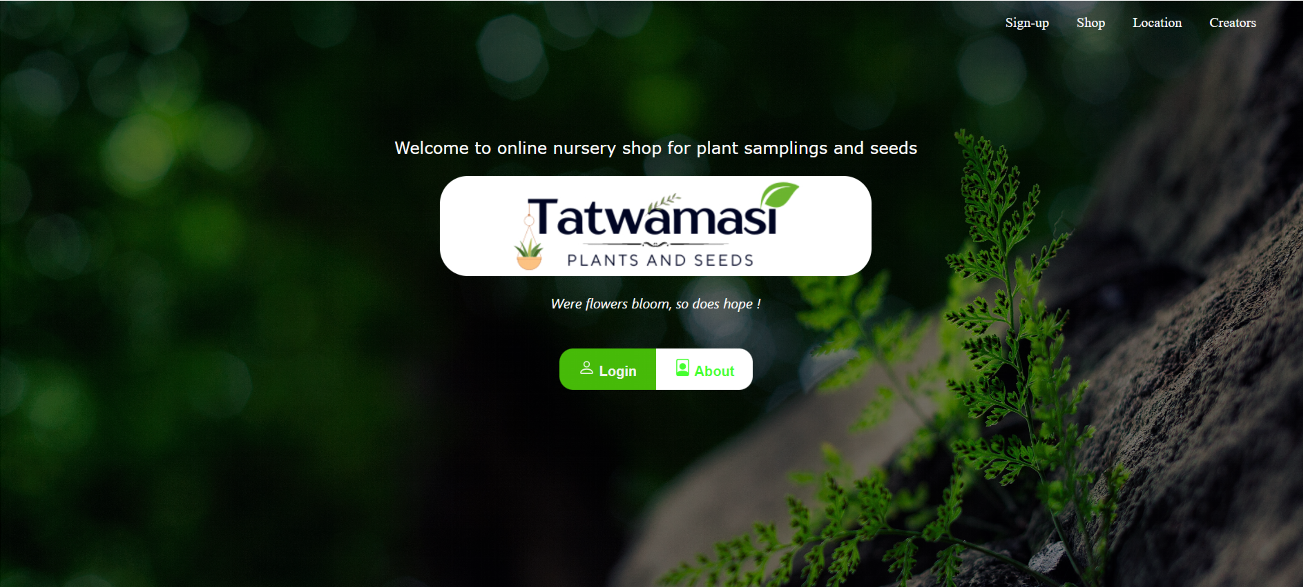 Sign-up Shop Location Creators
Welcome to online nursery shop for plant samplings and seeds
Tatwamasi
PLANTS AND SEEDS
Were flowers bloom, so does hope !
Login About